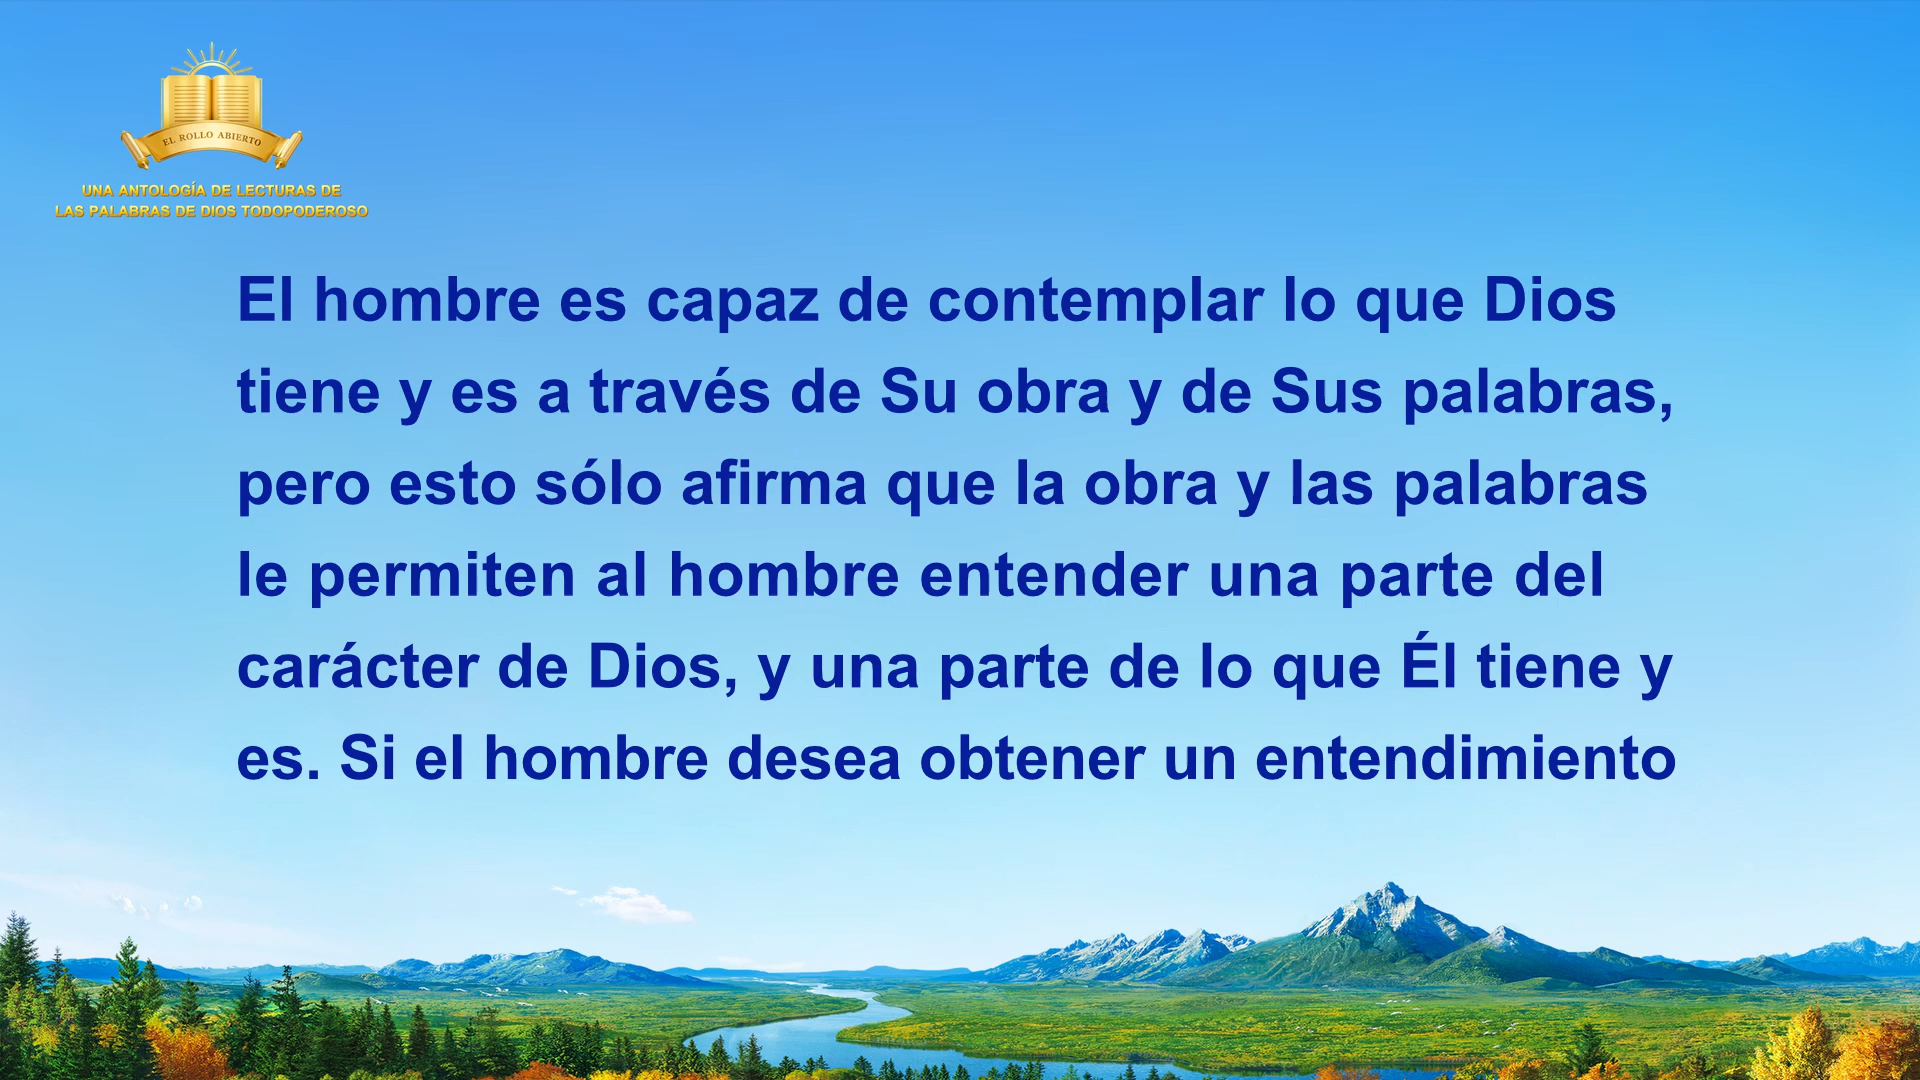 EL ROLLO ABIERTO
UNA ANTOLOGÍA DE LECTURAS DE
LAS PALABRAS DE DIOS TODOPODEROSO
El hombre es capaz de contemplar lo que Dios
tiene y es a través de Su obra y de Sus palabras,
pero esto sólo afirma que la obra y las palabras
le permiten al hombre entender una parte del
carácter de Dios, y una parte de lo que Él tiene y
es. Si el hombre desea obtener un entendimiento